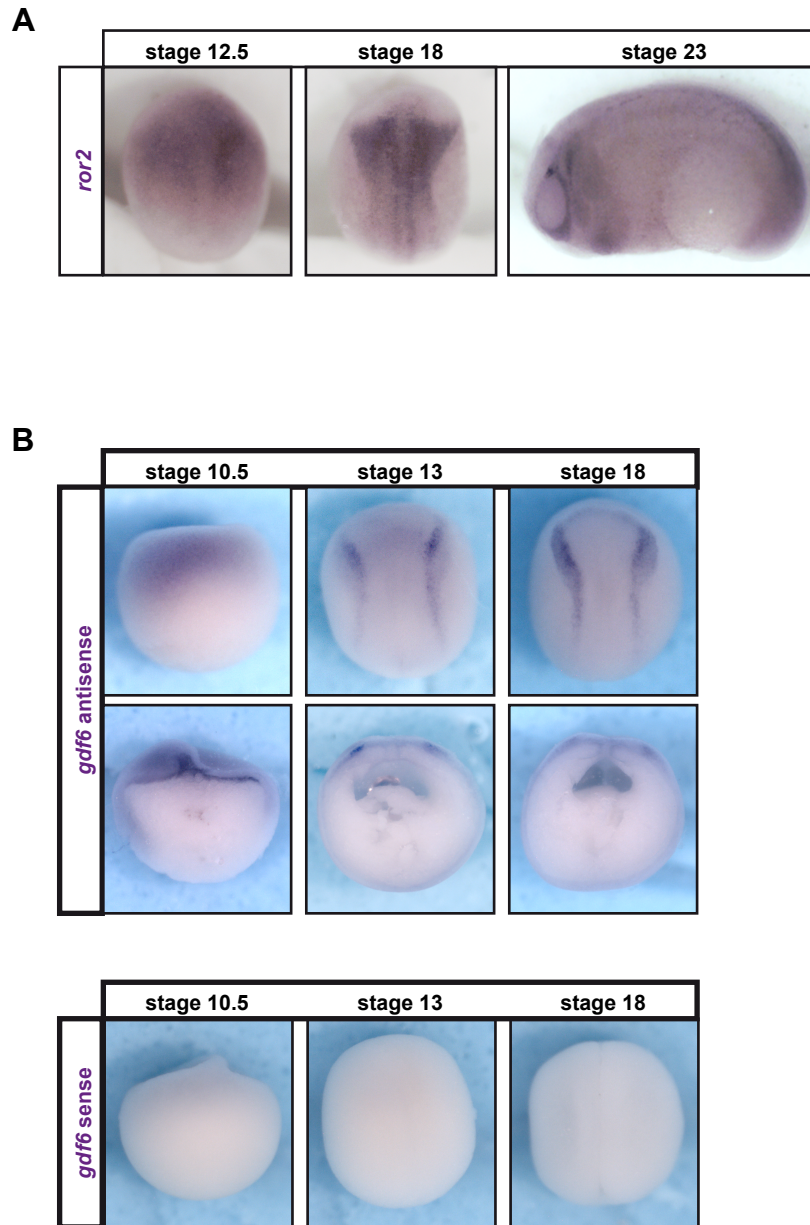 A
stage 12.5 stage 18 stage 23
ror2
B
stage 10.5 stage 13 stage 18
gdf6 antisense
stage 10.5 stage 13 stage 18
gdf6 sense